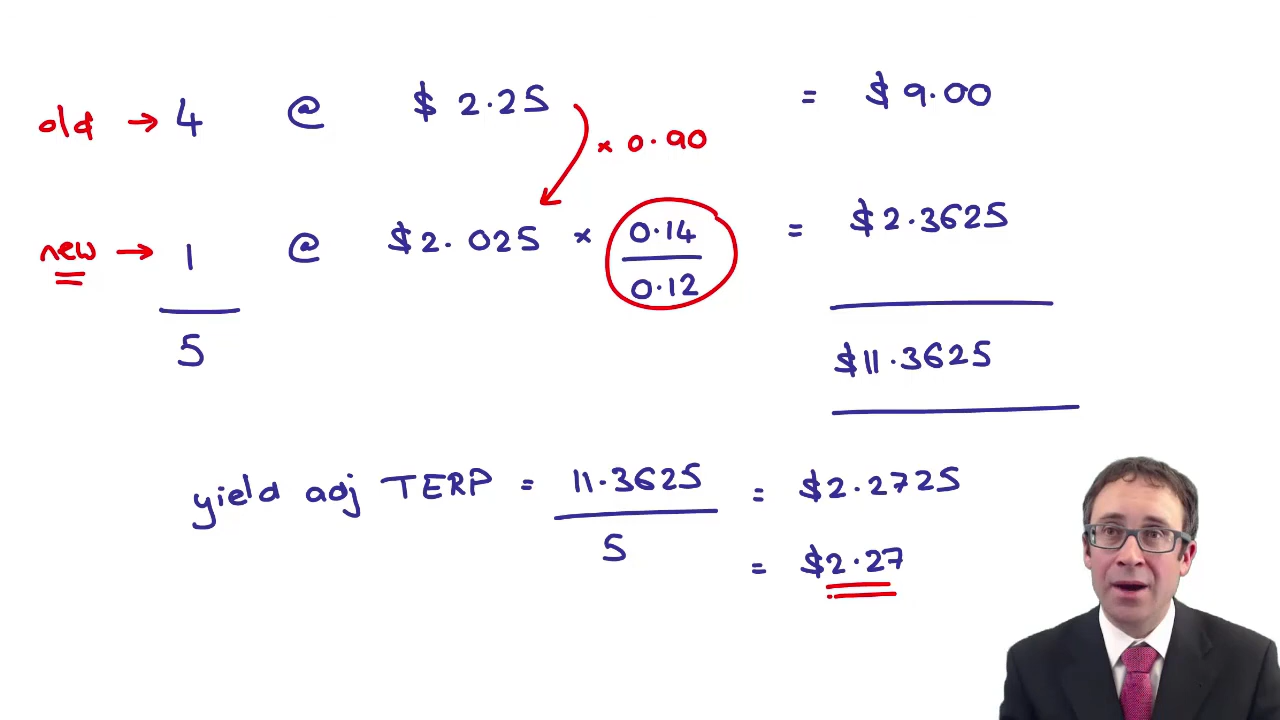 old → 4 @ $ 2.25 = $ 9.00
× 0.90
new → 1 @ $2.025 × 0.14 / 0.12 = $2.3625
5 $11.3625
yield adj TERP = 11.3625 / 5 = $2.2725
= $2.27